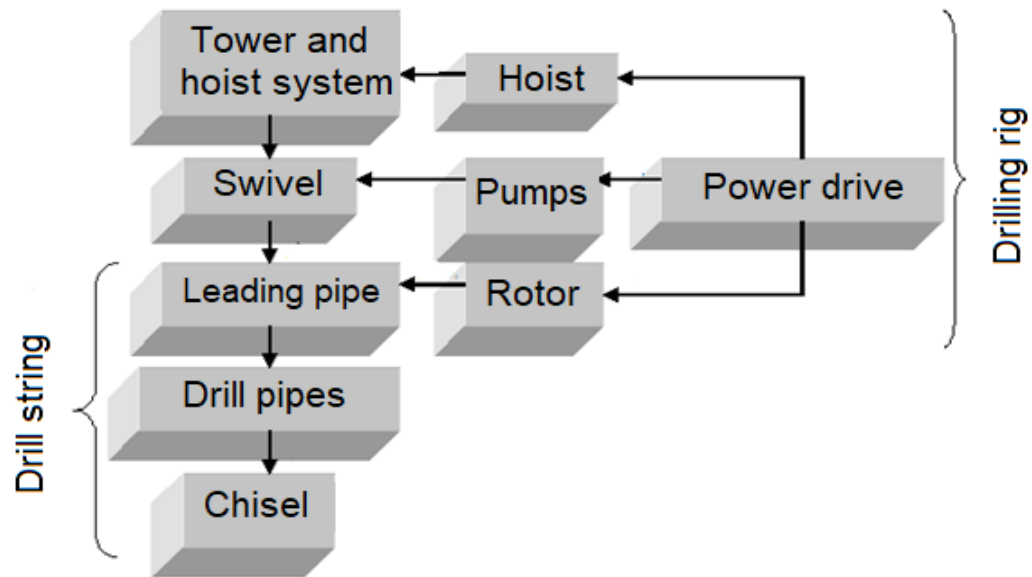 Tower and
hoist system
Hoist
Swivel
Pumps
Power drive
Leading pipe
Rotor
Drill pipes
Chisel
Drill string
Drilling rig